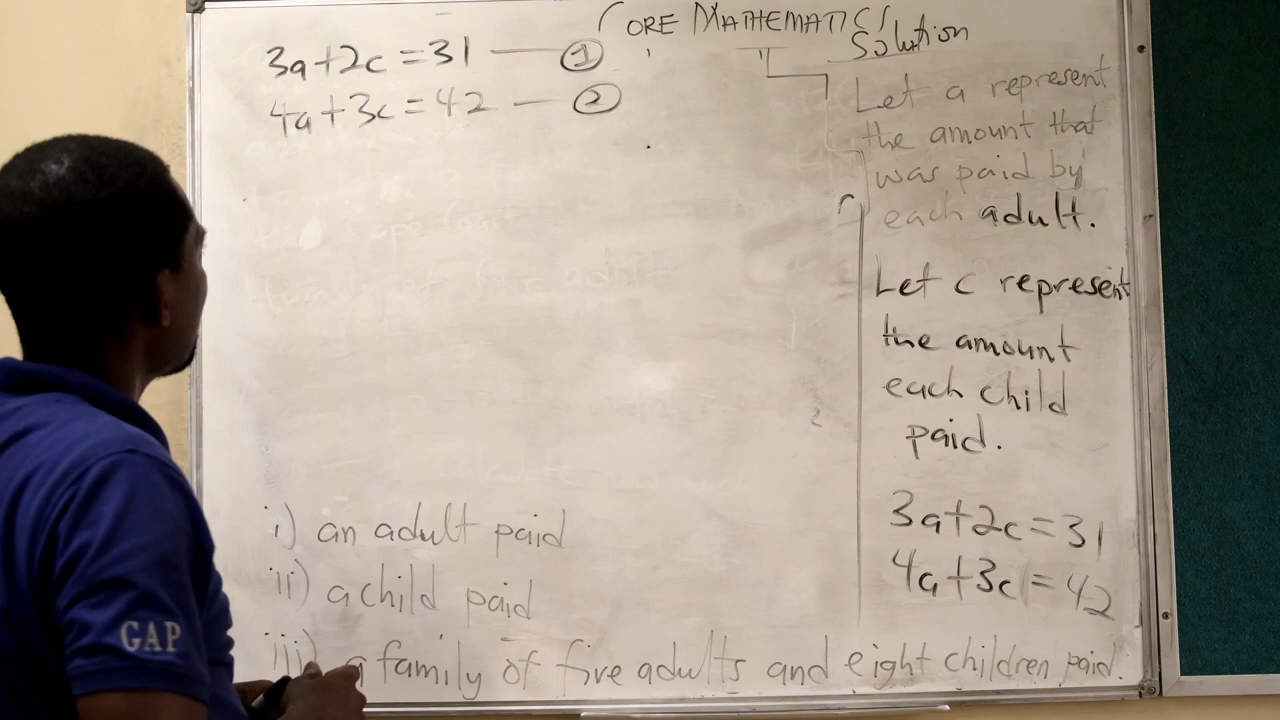 CORE MATHEMATICS
3a+2c = 31 — ①
4a+3c = 42 — ②
Solution
Let a represent
the amount that
was paid by
each adult.
Let c represent
the amount
each child
paid.
3a+2c=31
4a+3c=42
i) an adult paid
ii) a child paid
iii) a family of five adults and eight children paid.
GAP